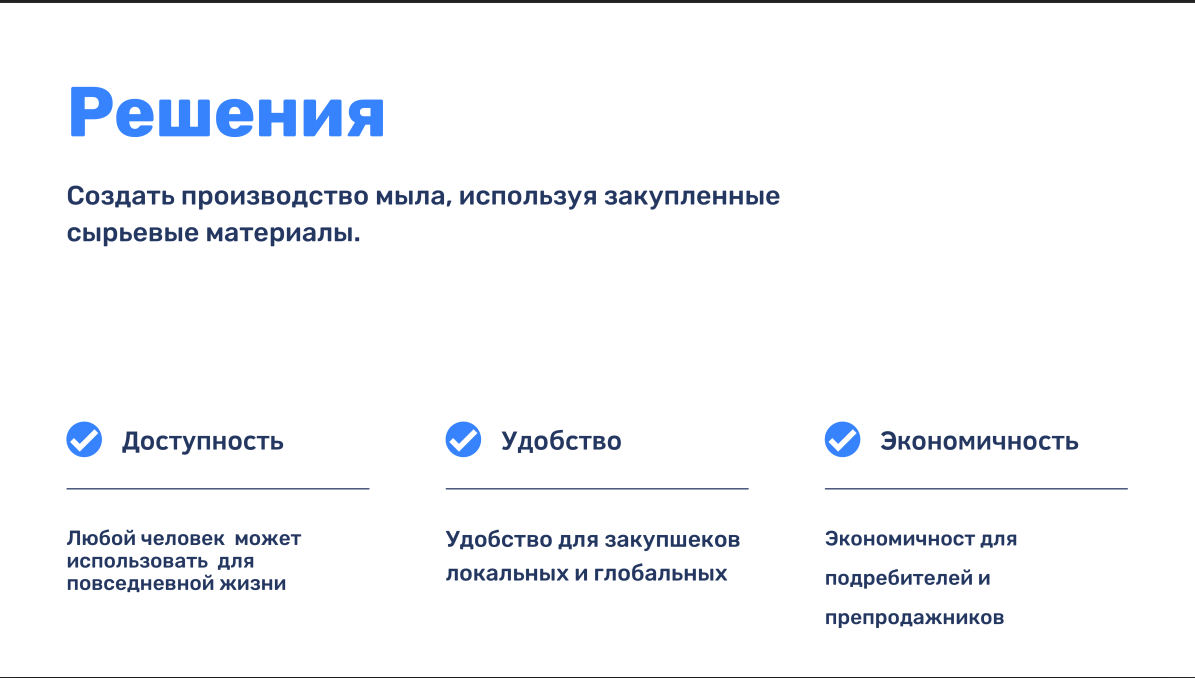 Решения
Создать производство мыла, используя закупленные
сырьевые материалы.
Доступность
Любой человек  может
использовать  для
повседневной жизни
Удобство
Удобство для закупшеков
локальных и глобальных
Экономичность
Экономичност для
подребителей и
препродажников